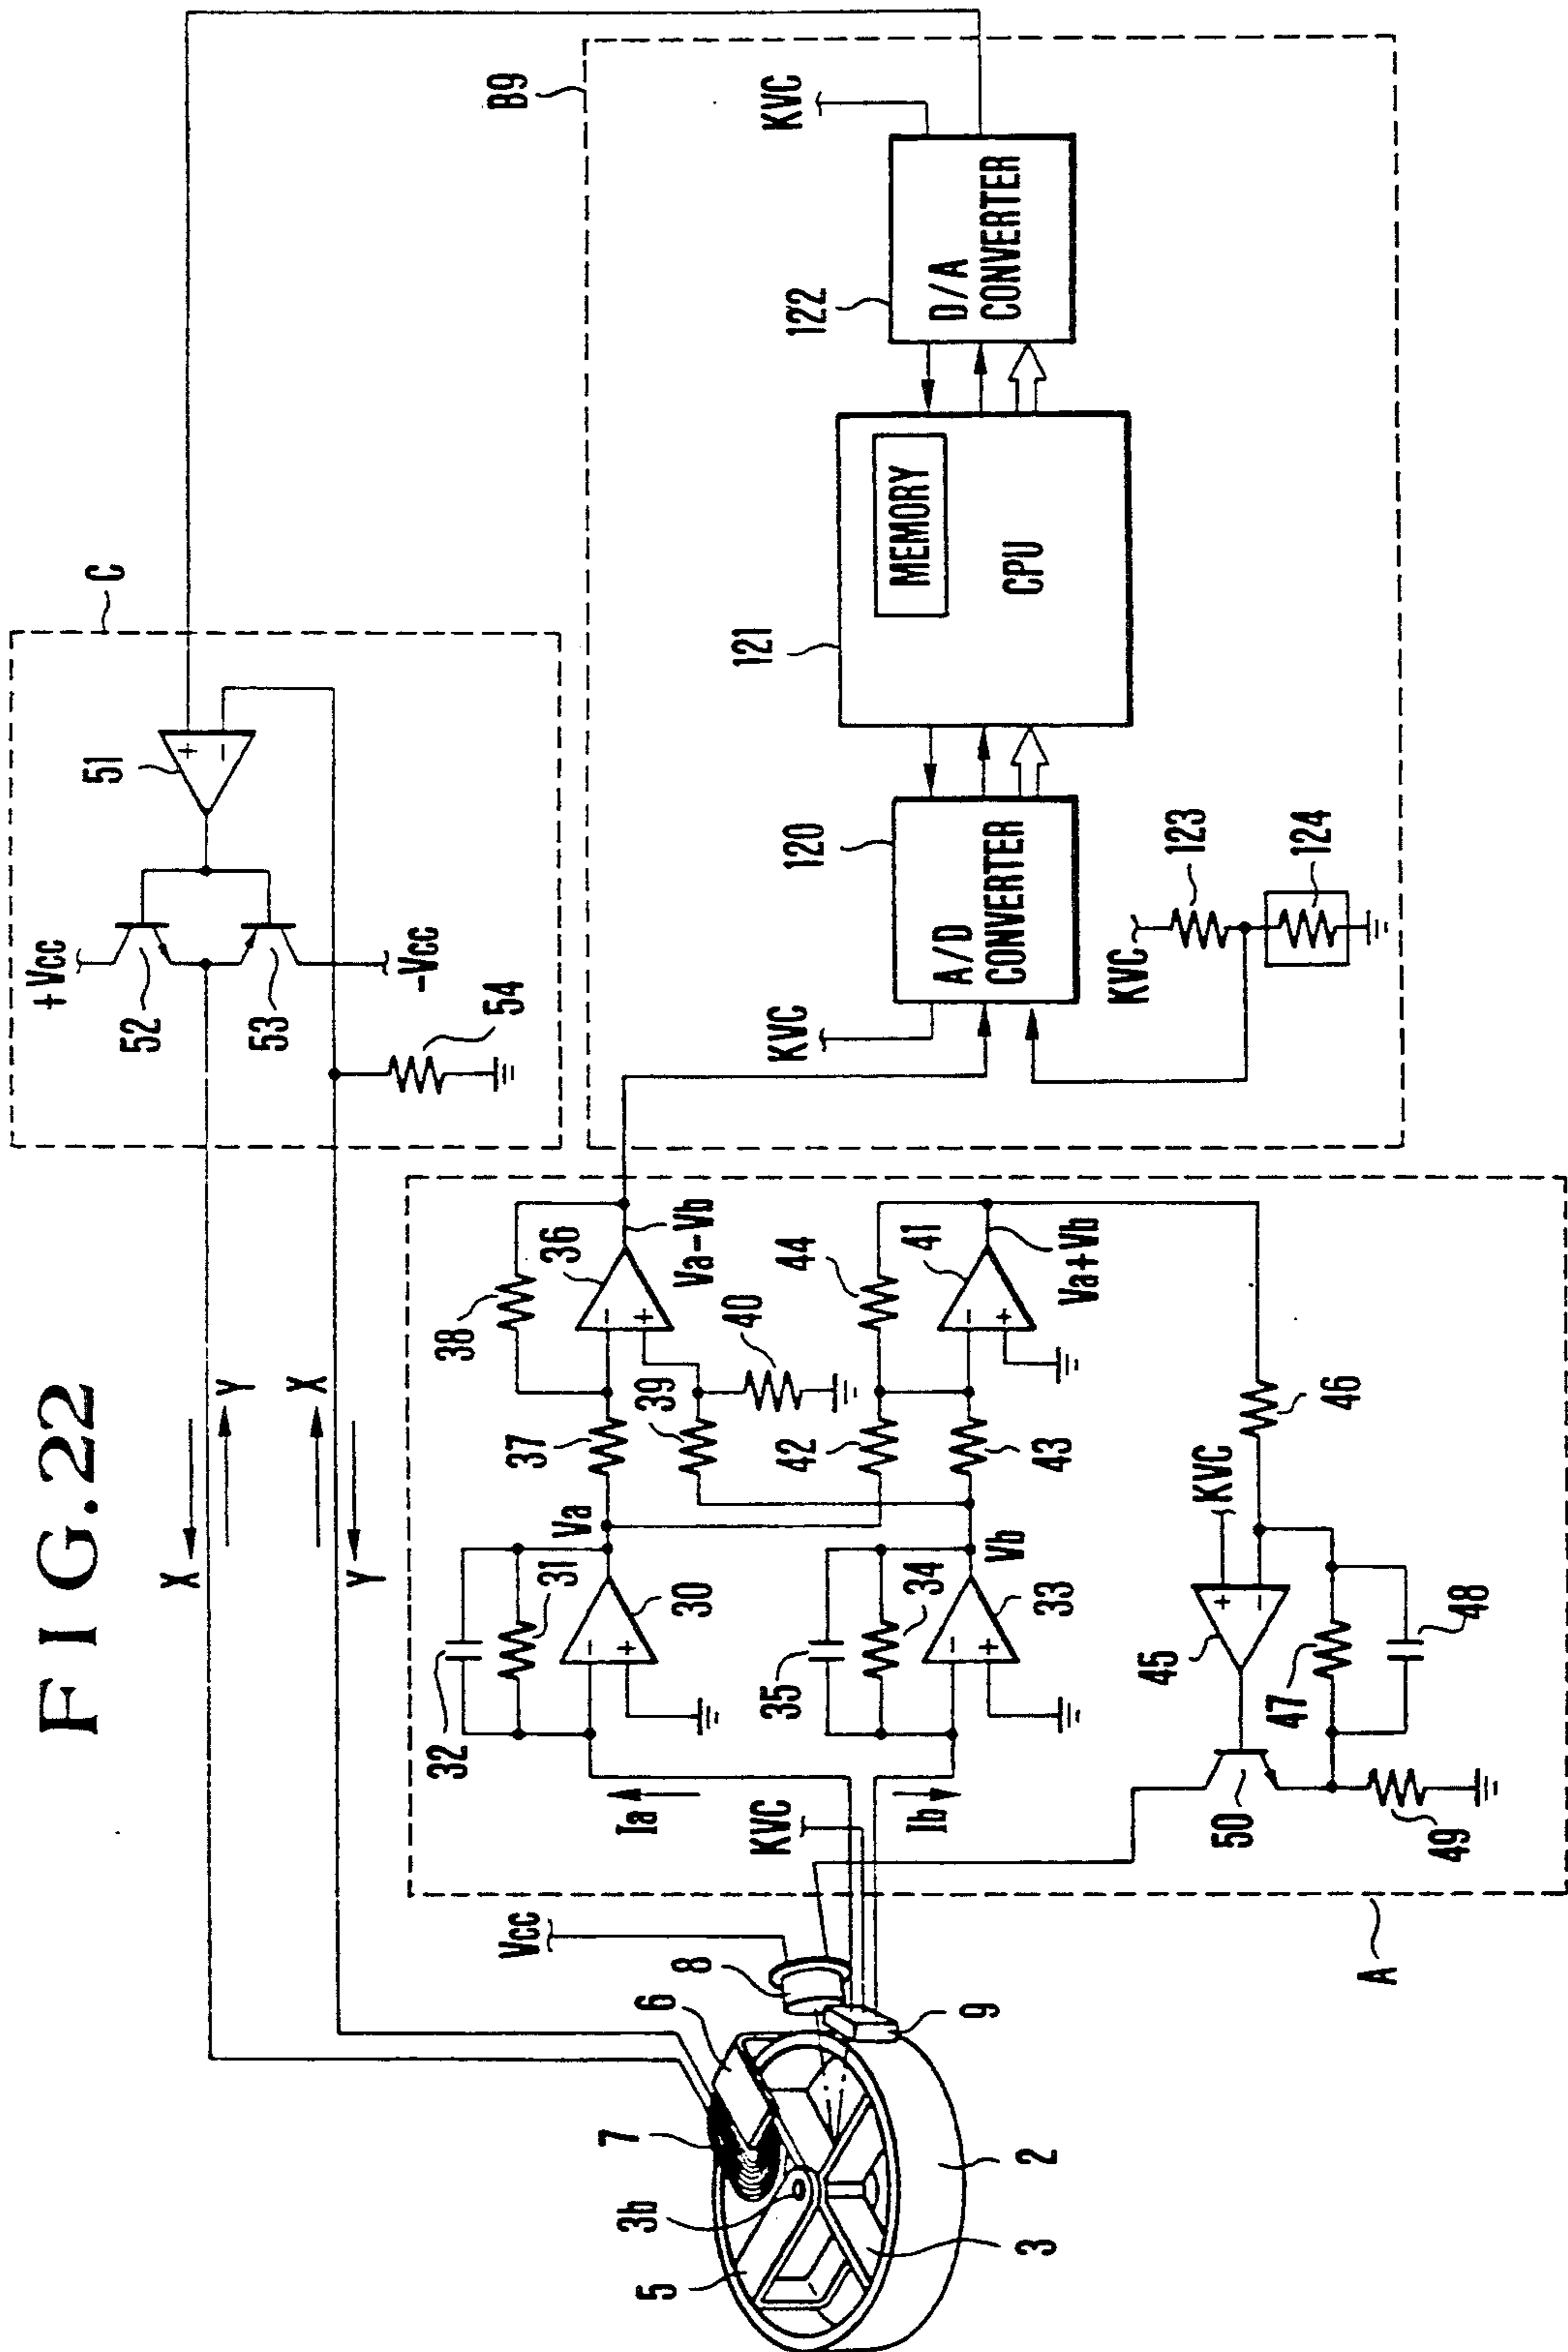 FIG.22
X
Y
X
Y
+Vcc
52
53
51
C
-Vcc
54
B9
KVC
122
D/A
CONVERTER
121
MEMORY
CPU
120
A/D
CONVERTER
KVC
KVC
123
124
32
31
30
Va
37
38
36
Va-Vb
39
40
35
34
33
Vb
42
43
44
41
Va+Vb
Ia
Ib
KVC
KVC
45
46
47
48
49
50
A
Vcc
8
6
9
7
3b
5
3
2